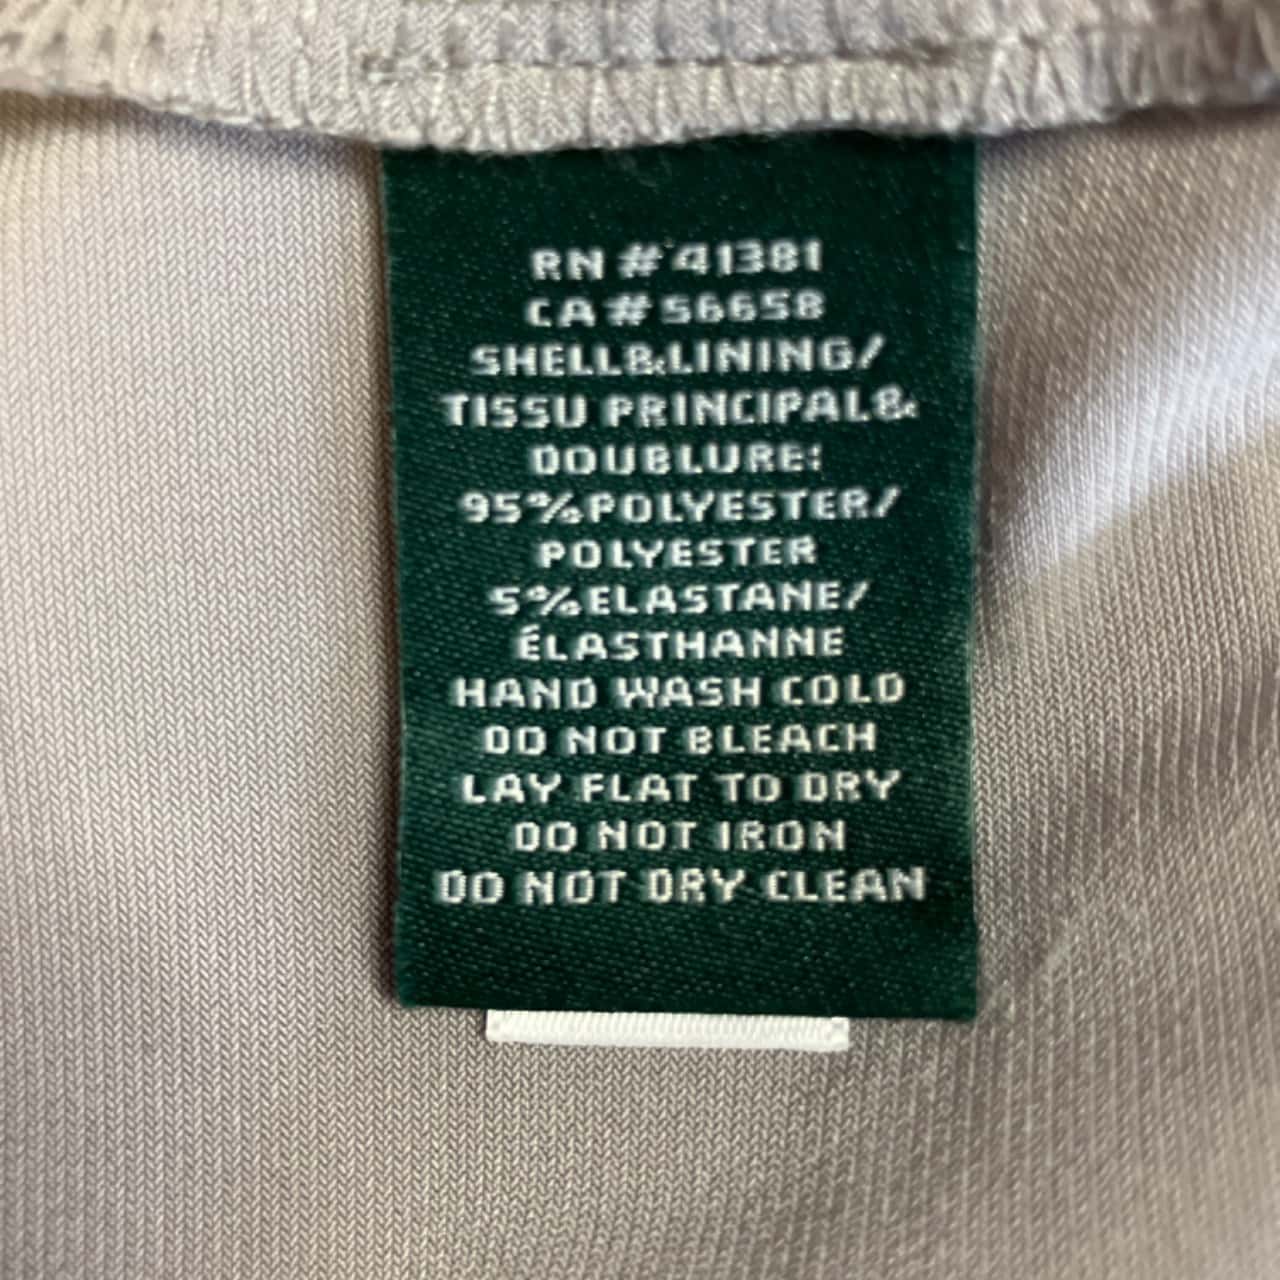 RN # 41381
CA # 56658
SHELL&LINING/
TISSU PRINCIPAL&
DOUBLURE:
95%POLYESTER/
POLYESTER
5%ELASTANE/
ÉLASTHANNE
HAND WASH COLD
DO NOT BLEACH
LAY FLAT TO DRY
DO NOT IRON
DO NOT DRY CLEAN